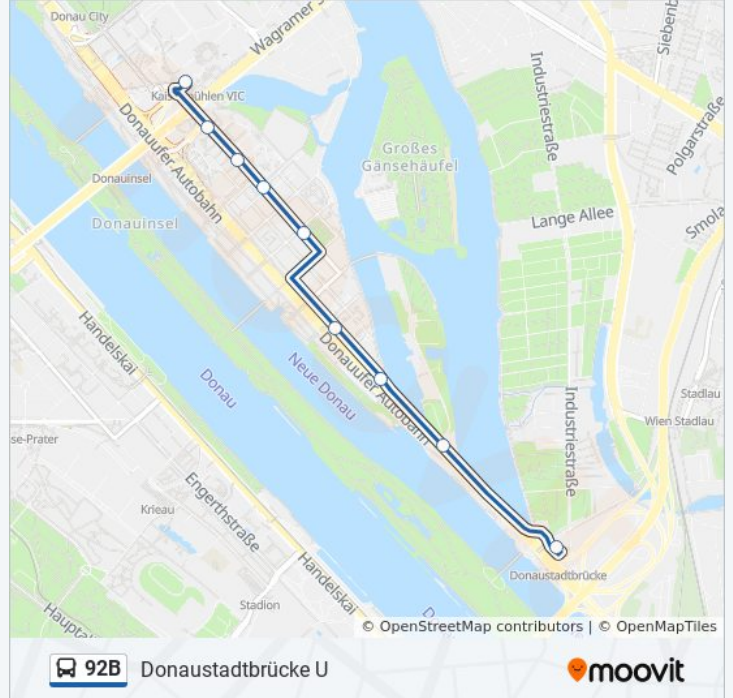 Donau City
Wagramer S
Siebenb
Kaisermühlen VIC
Industriestraße
Polgarstraße
Großes
Gänsehäufel
Donauufer Autobahn
Donauinsel
Donauinsel
Lange Allee
Smola
Handelskai
Donauufer Autobahn
Neue Donau
Donau
Stadlau
Industriestraße
Wien Stadlau
se-Prater
Engerthstraße
Krieau
Handelskai
Donaustadtbrücke
Stadion
Hauptal
D
© OpenStreetMap contributors | © OpenMapTiles
92B Donaustadtbrücke U
moovit